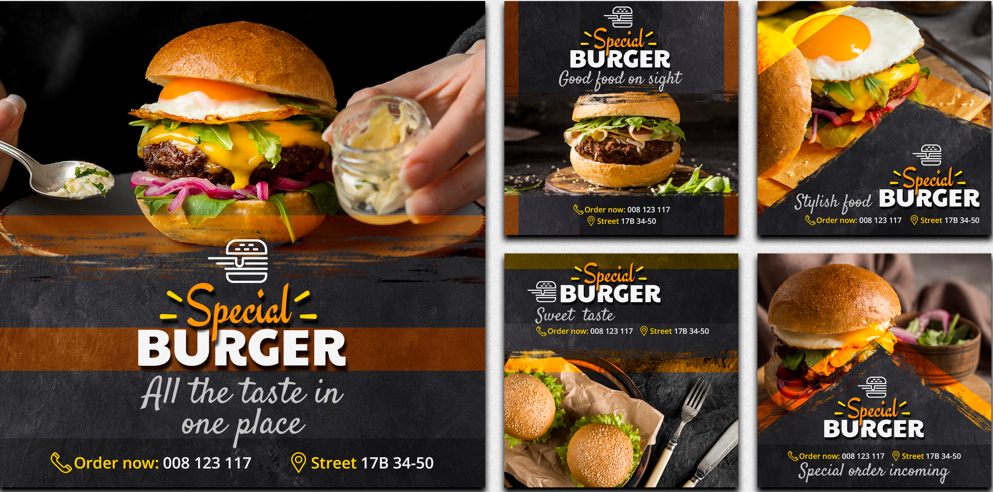 Special
BURGER
All the taste in
one place
Order now: 008 123 117 Street 17B 34-50
Special
BURGER
Good food on sight
Order now: 008 123 117
Street 17B 34-50
Special
Stylish food BURGER
Order now: 008 123 117 Street 17B 34-50
Special
BURGER
Sweet taste
Order now: 008 123 117 Street 17B 34-50
Special
BURGER
Order now: 008 123 117 Street 17B 34-50
Special order incoming